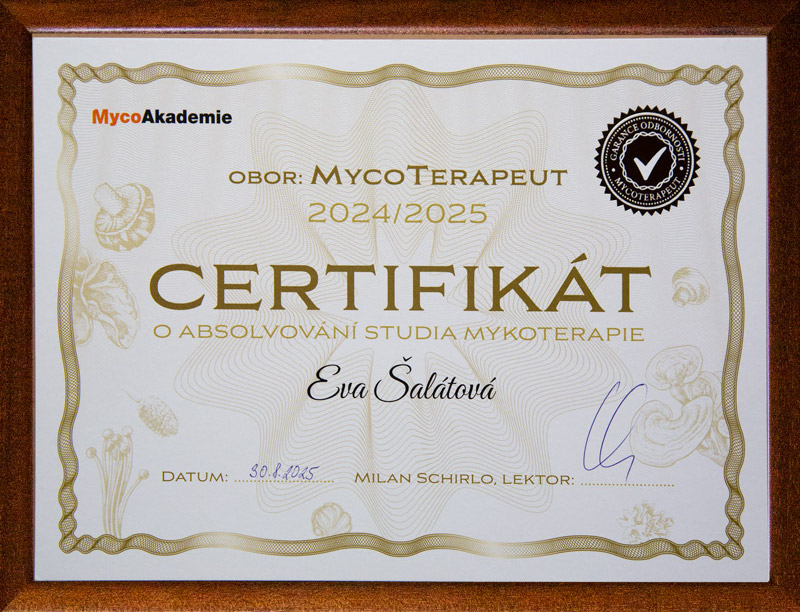 MycoAkademie
GARANCE ODBORNOSTI
MYCOTERAPEUT
OBOR: MYCOTERAPEUT
2024/2025
CERTIFIKÁT
O ABSOLVOVÁNÍ STUDIA MYKOTERAPIE
Eva Šalátová
DATUM: 30.8.2025 MILAN SCHIRLO, LEKTOR: